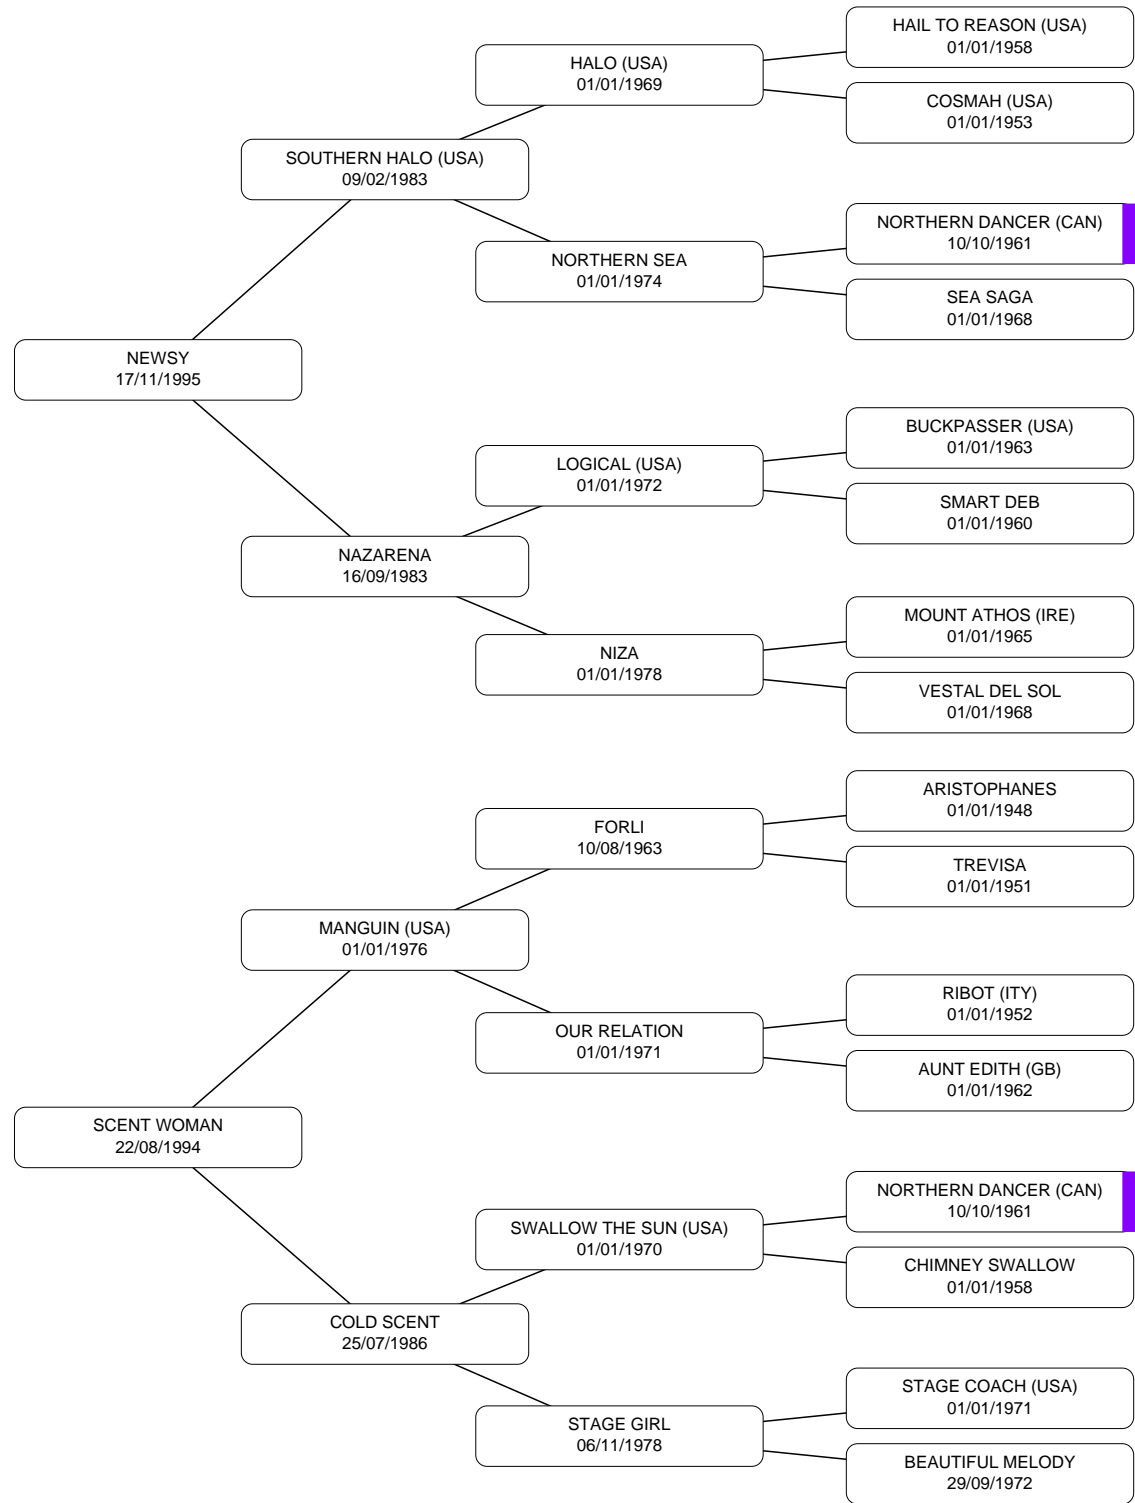 HAIL TO REASON (USA)
01/01/1958
HALO (USA)
01/01/1969
COSMAH (USA)
01/01/1953
SOUTHERN HALO (USA)
09/02/1983
NORTHERN DANCER (CAN)
10/10/1961
NORTHERN SEA
01/01/1974
SEA SAGA
01/01/1968
NEWSY
17/11/1995
BUCKPASSER (USA)
01/01/1963
LOGICAL (USA)
01/01/1972
SMART DEB
01/01/1960
NAZARENA
16/09/1983
MOUNT ATHOS (IRE)
01/01/1965
NIZA
01/01/1978
VESTAL DEL SOL
01/01/1968
ARISTOPHANES
01/01/1948
FORLI
10/08/1963
TREVISA
01/01/1951
MANGUIN (USA)
01/01/1976
RIBOT (ITY)
01/01/1952
OUR RELATION
01/01/1971
AUNT EDITH (GB)
01/01/1962
SCENT WOMAN
22/08/1994
NORTHERN DANCER (CAN)
10/10/1961
SWALLOW THE SUN (USA)
01/01/1970
CHIMNEY SWALLOW
01/01/1958
COLD SCENT
25/07/1986
STAGE COACH (USA)
01/01/1971
STAGE GIRL
06/11/1978
BEAUTIFUL MELODY
29/09/1972